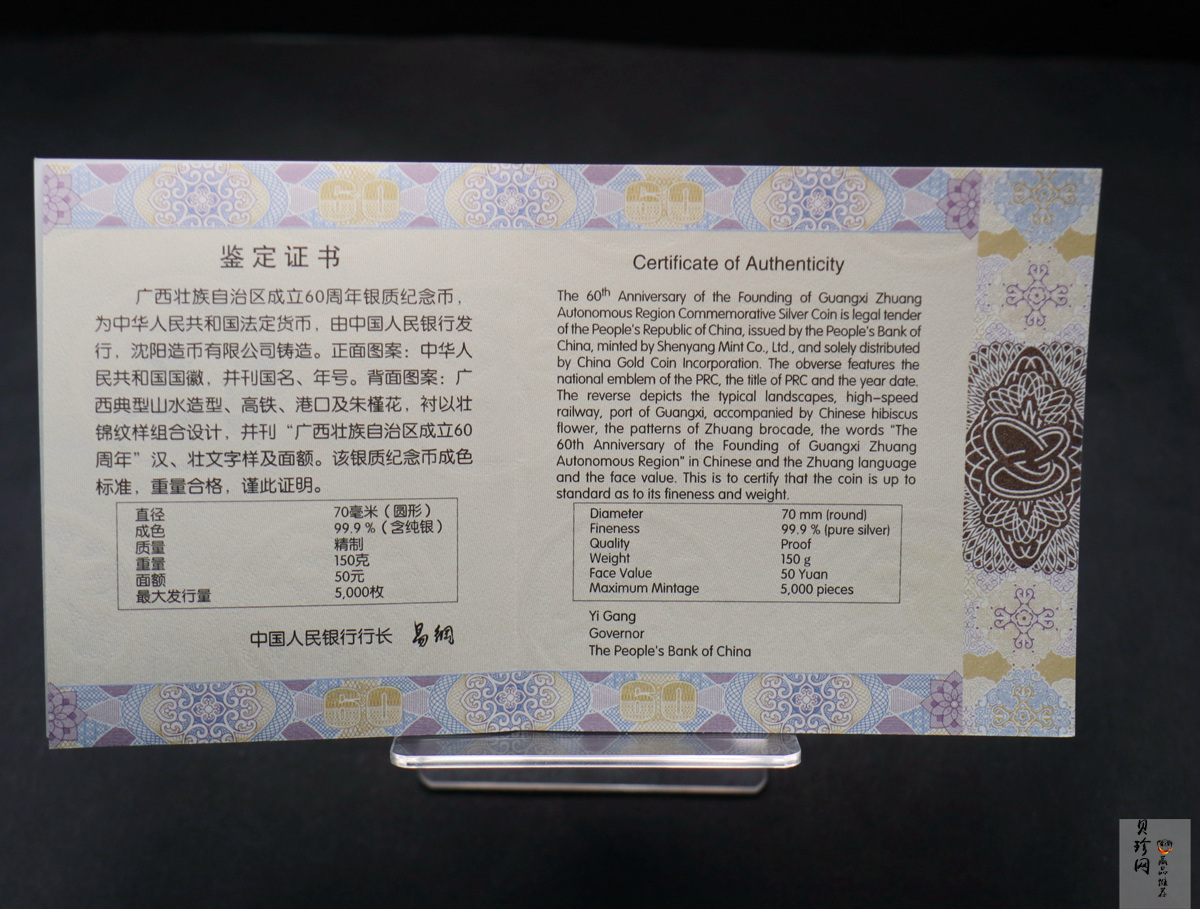 60
60
鉴定证书
广西壮族自治区成立60周年银质纪念币，
为中华人民共和国法定货币，由中国人民银行发
行，沈阳造币有限公司铸造。正面图案：中华人
民共和国国徽，并刊国名、年号。背面图案：广
西典型山水造型、高铁、港口及朱槿花，衬以壮
锦纹样组合设计，并刊“广西壮族自治区成立60
周年”汉、壮文字样及面额。该银质纪念币成色
标准，重量合格，谨此证明。
直径 70毫米（圆形）
成色 99.9％（含纯银）
质量 精制
重量 150克
面额 50元
最大发行量 5,000枚
中国人民银行行长 易纲
Certificate of Authenticity
The 60th Anniversary of the Founding of Guangxi Zhuang
Autonomous Region Commemorative Silver Coin is legal tender
of the People's Republic of China, issued by the People's Bank of
China, minted by Shenyang Mint Co., Ltd., and solely distributed
by China Gold Coin Incorporation. The obverse features the
national emblem of the PRC, the title of PRC and the year date.
The reverse depicts the typical landscapes, high-speed
railway, port of Guangxi, accompanied by Chinese hibiscus
flower, the patterns of Zhuang brocade, the words "The
60th Anniversary of the Founding of Guangxi Zhuang
Autonomous Region" in Chinese and the Zhuang language
and the face value. This is to certify that the coin is up to
standard as to its fineness and weight.
Diameter 70 mm (round)
Fineness 99.9 % (pure silver)
Quality Proof
Weight 150 g
Face Value 50 Yuan
Maximum Mintage 5,000 pieces
Yi Gang
Governor
The People's Bank of China
60
60
贝珍网
藏品推荐